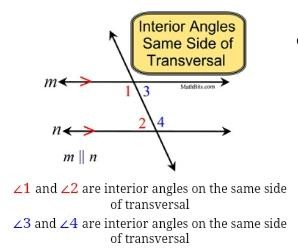 Interior Angles
Same Side of
Transversal
m
1 3
MathBits.com
n
2 4
m || n
∠1 and ∠2 are interior angles on the same side
of transversal
∠3 and ∠4 are interior angles on the same side
of transversal